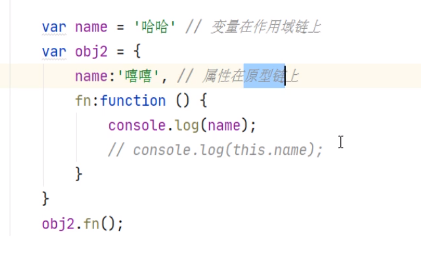 var name = '哈哈' // 变量在作用域链上
var obj2 = {
name:'嘻嘻', // 属性在原型链上
fn:function () {
console.log(name);
// console.log(this.name);
}
}
obj2.fn();